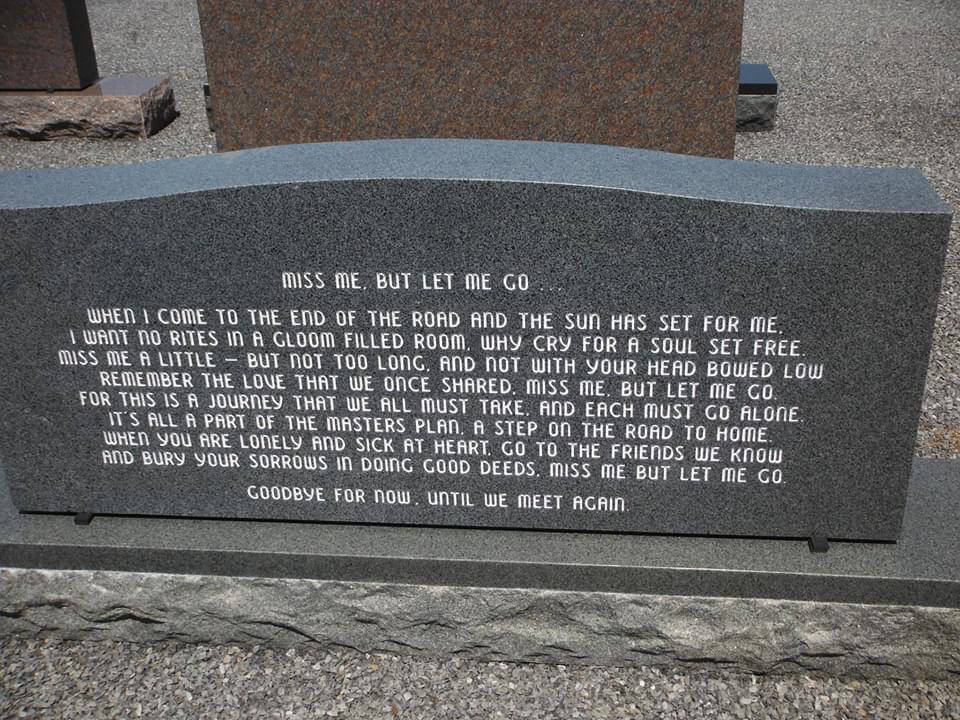 MISS ME, BUT LET ME GO ...
WHEN I COME TO THE END OF THE ROAD AND THE SUN HAS SET FOR ME,
I WANT NO RITES IN A GLOOM FILLED ROOM, WHY CRY FOR A SOUL SET FREE.
MISS ME A LITTLE – BUT NOT TOO LONG, AND NOT WITH YOUR HEAD BOWED LOW
REMEMBER THE LOVE THAT WE ONCE SHARED, MISS ME, BUT LET ME GO.
FOR THIS IS A JOURNEY THAT WE ALL MUST TAKE, AND EACH MUST GO ALONE.
IT'S ALL A PART OF THE MASTERS PLAN, A STEP ON THE ROAD TO HOME.
WHEN YOU ARE LONELY AND SICK AT HEART, GO TO THE FRIENDS WE KNOW
AND BURY YOUR SORROWS IN DOING GOOD DEEDS, MISS ME BUT LET ME GO.
GOODBYE FOR NOW, UNTIL WE MEET AGAIN.